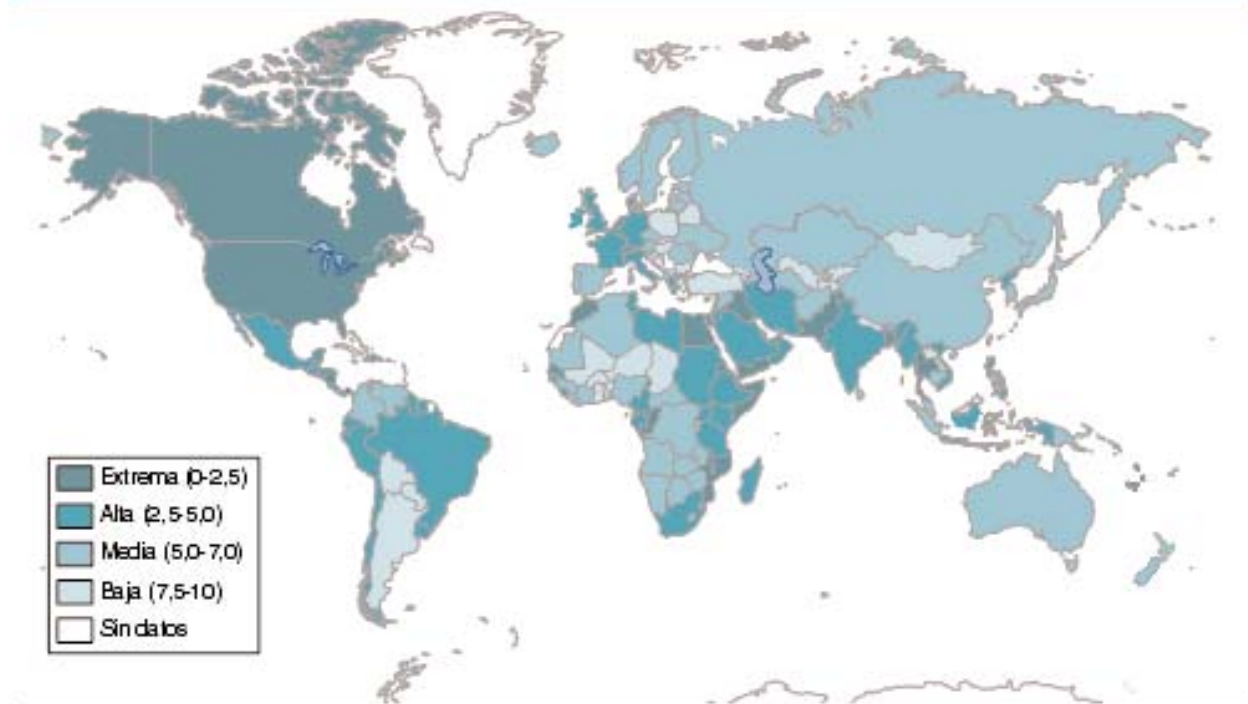 Extrema (0-2,5)
Alta (2,5-5,0)
Media (5,0-7,0)
Baja (7,5-10)
Sin datos